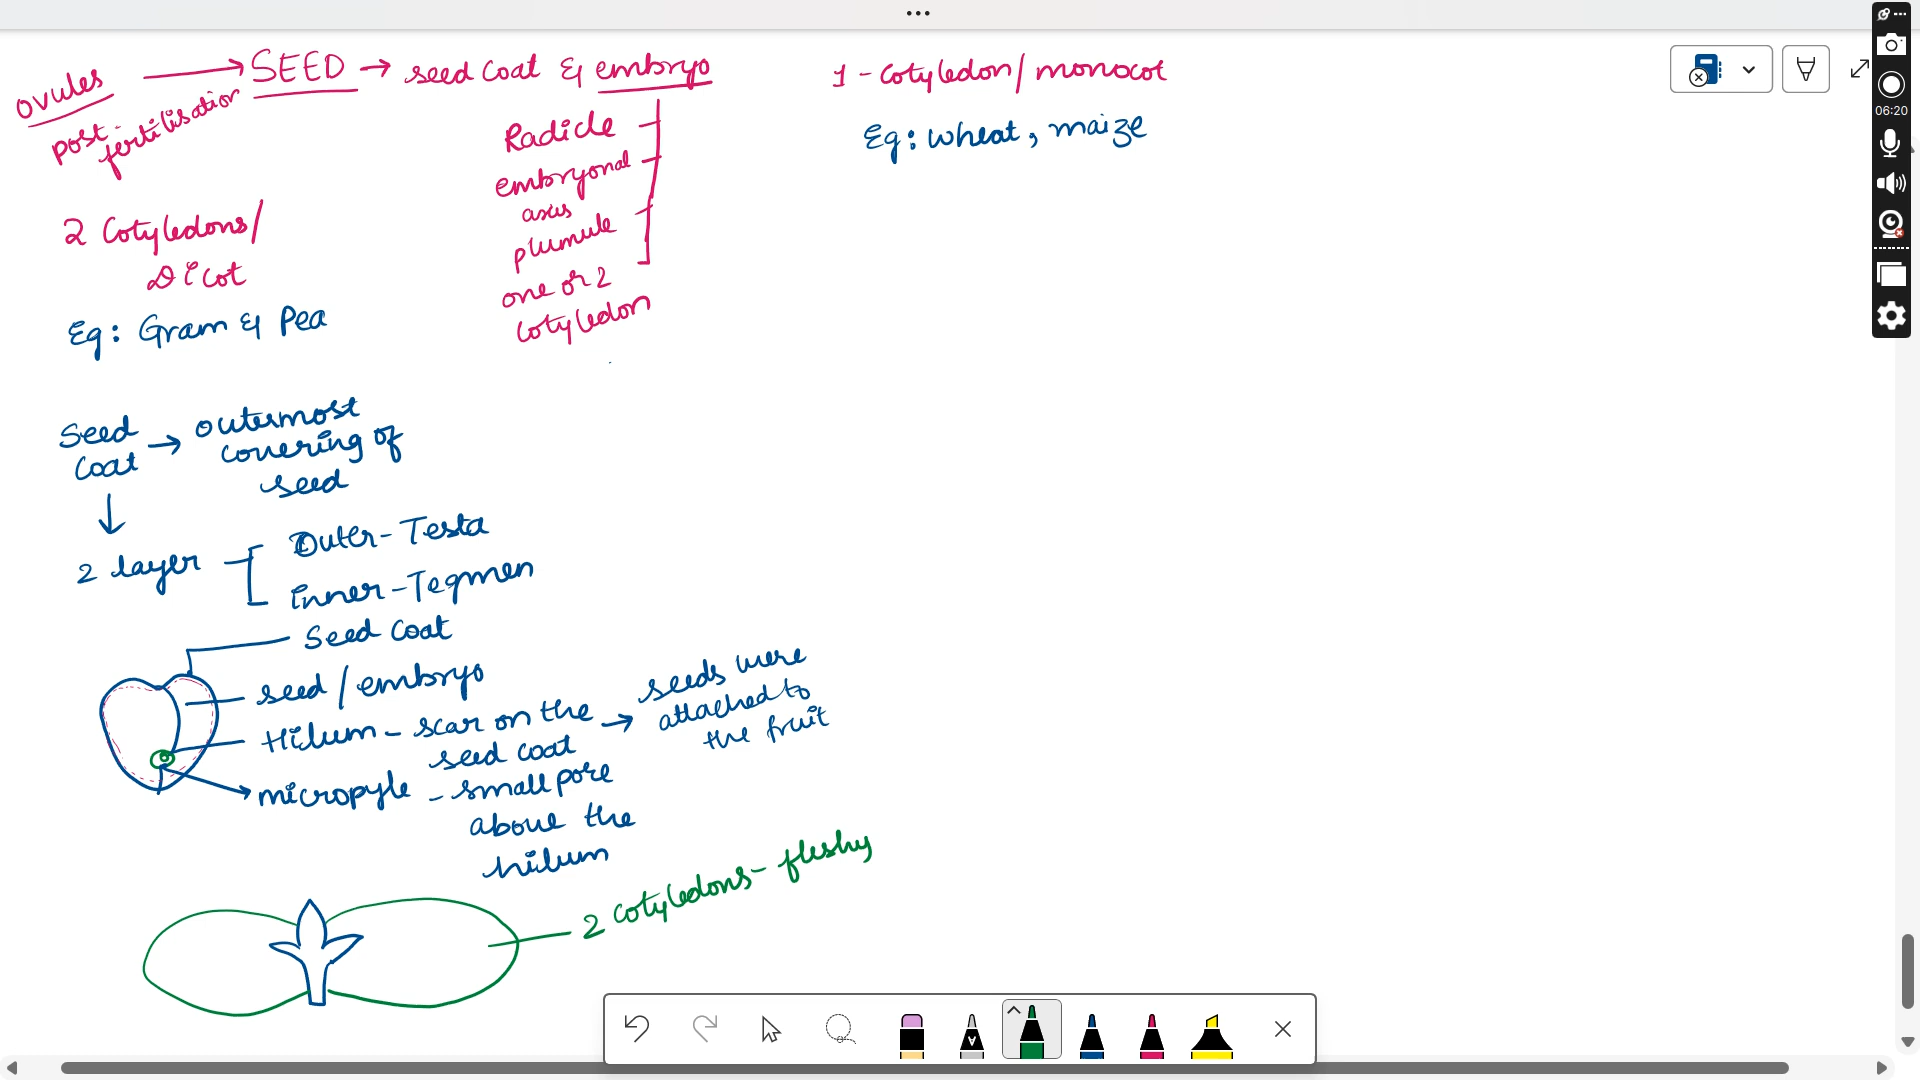 ovules → SEED → seed coat & embryo
post-fertilisation
Radicle
embryonal
axis
plumule
one or 2
cotyledon
1 - cotyledon / monocot
Eg: wheat, maize
2 Cotyledons /
Dicot
Eg: Gram & Pea
Seed
coat → outermost
covering of
seed
↓
2 layer
Outer - Testa
Inner - Tegmen
Seed coat
seed / embryo
Hilum - scar on the
seed coat
→ seeds were
attached to
the fruit
micropyle - small pore
above the
hilum
2 cotyledons - fleshy
06:20